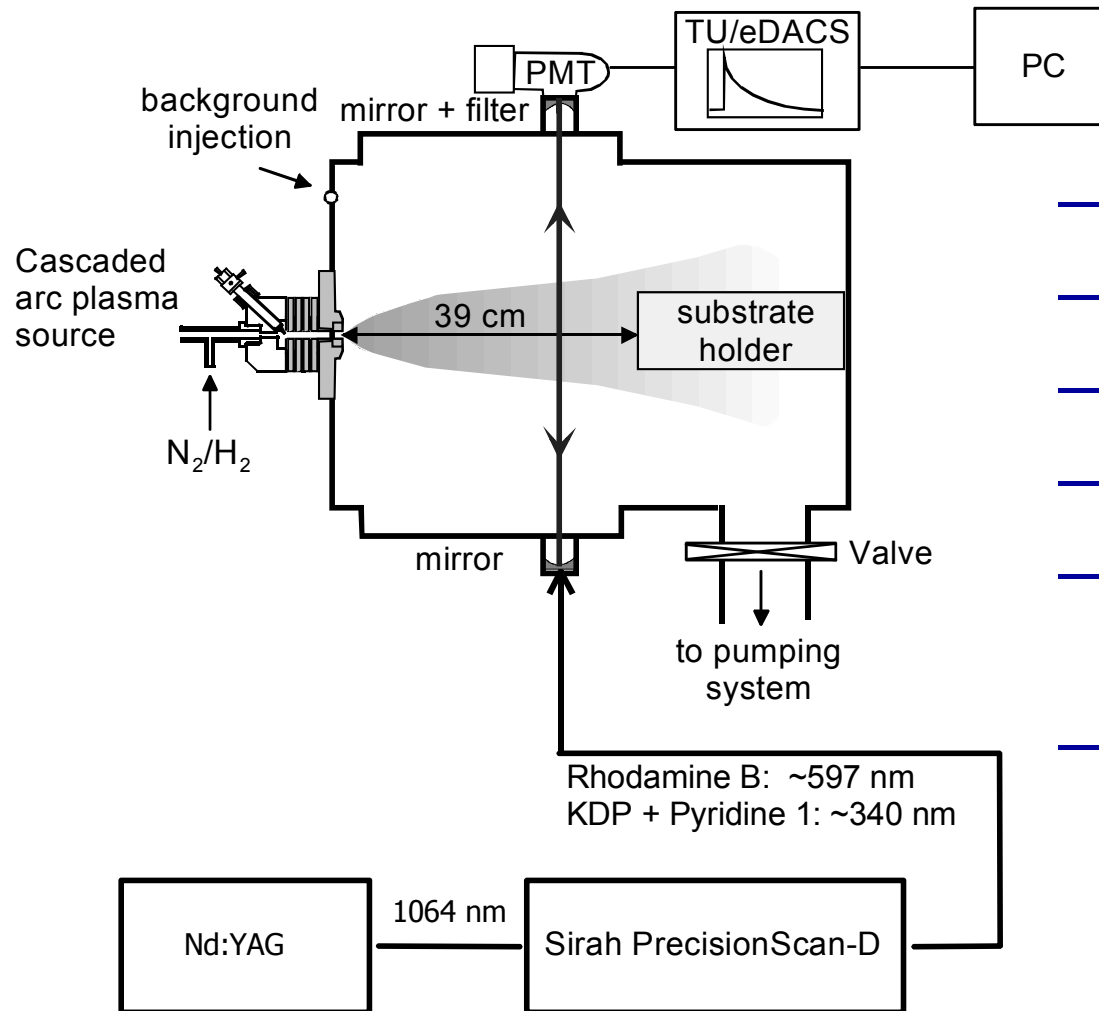 TU/eDACS
PMT
PC
background
injection
mirror + filter
Cascaded
arc plasma
source
39 cm
substrate
holder
N₂/H₂
mirror
Valve
to pumping
system
Rhodamine B: ~597 nm
KDP + Pyridine 1: ~340 nm
1064 nm
Nd:YAG
Sirah PrecisionScan-D